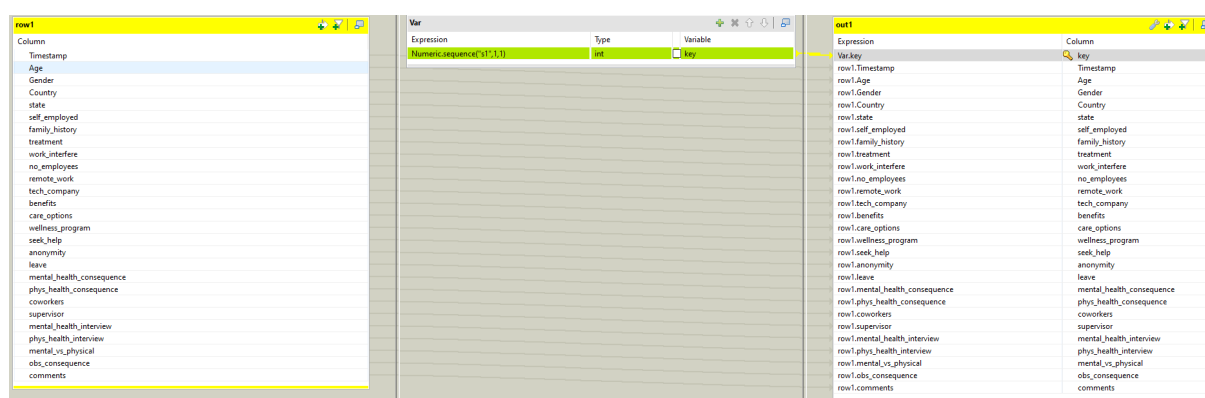 row1
Column
Timestamp
Age
Gender
Country
state
self_employed
family_history
treatment
work_interfere
no_employees
remote_work
tech_company
benefits
care_options
wellness_program
seek_help
anonymity
leave
mental_health_consequence
phys_health_consequence
coworkers
supervisor
mental_health_interview
phys_health_interview
mental_vs_physical
obs_consequence
comments
Var
Expression Type Variable
Numeric.sequence("s1",1,1) int key
out1
Expression Column
Var.key key
row1.Timestamp Timestamp
row1.Age Age
row1.Gender Gender
row1.Country Country
row1.state state
row1.self_employed self_employed
row1.family_history family_history
row1.treatment treatment
row1.work_interfere work_interfere
row1.no_employees no_employees
row1.remote_work remote_work
row1.tech_company tech_company
row1.benefits benefits
row1.care_options care_options
row1.wellness_program wellness_program
row1.seek_help seek_help
row1.anonymity anonymity
row1.leave leave
row1.mental_health_consequence mental_health_consequence
row1.phys_health_consequence phys_health_consequence
row1.coworkers coworkers
row1.supervisor supervisor
row1.mental_health_interview mental_health_interview
row1.phys_health_interview phys_health_interview
row1.mental_vs_physical mental_vs_physical
row1.obs_consequence obs_consequence
row1.comments comments